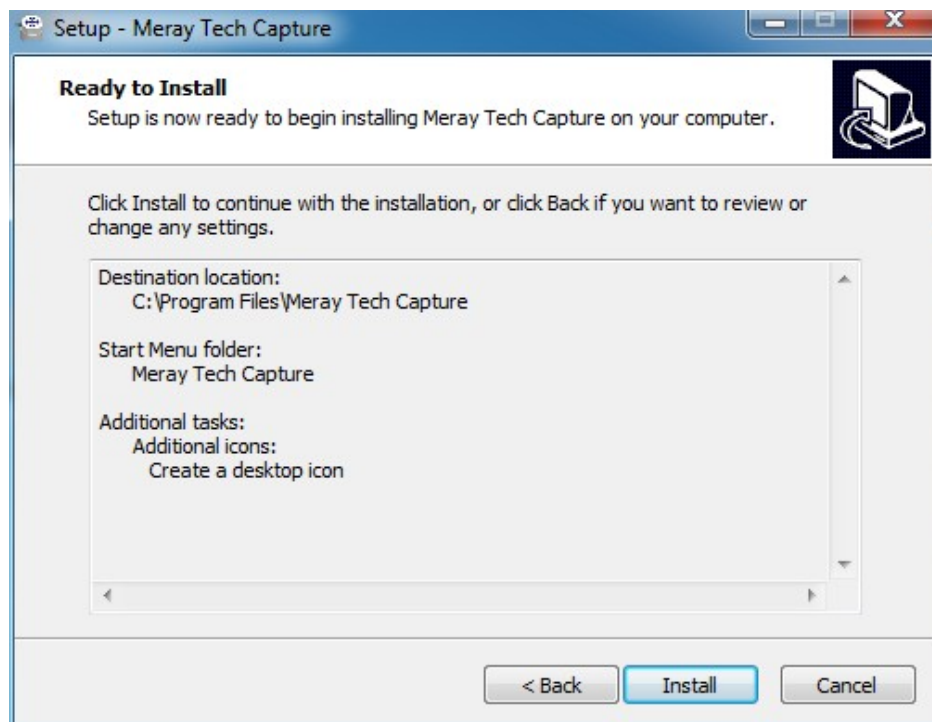 Setup - Meray Tech Capture
Ready to Install
Setup is now ready to begin installing Meray Tech Capture on your computer.
Click Install to continue with the installation, or click Back if you want to review or
change any settings.
Destination location:
C:\Program Files\Meray Tech Capture
Start Menu folder:
Meray Tech Capture
Additional tasks:
Additional icons:
Create a desktop icon
< Back
Install
Cancel